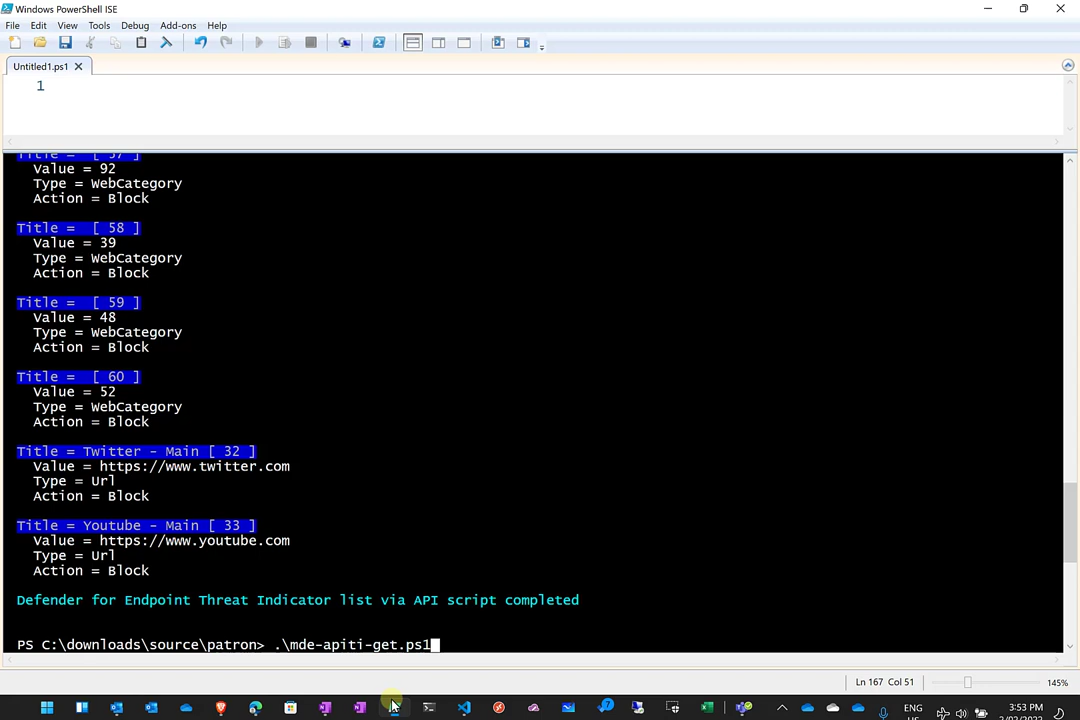 Windows PowerShell ISE
File Edit View Tools Debug Add-ons Help
Untitled1.ps1
1
Title =  [ 57 ]
Value = 92
Type = WebCategory
Action = Block
Title =  [ 58 ]
Value = 39
Type = WebCategory
Action = Block
Title =  [ 59 ]
Value = 48
Type = WebCategory
Action = Block
Title =  [ 60 ]
Value = 52
Type = WebCategory
Action = Block
Title = Twitter - Main [ 32 ]
Value = https://www.twitter.com
Type = Url
Action = Block
Title = Youtube - Main [ 33 ]
Value = https://www.youtube.com
Type = Url
Action = Block
Defender for Endpoint Threat Indicator list via API script completed
PS C:\downloads\source\patron> .\mde-apiti-get.ps1
Ln 167 Col 51 145%
ENG 3:53 PM